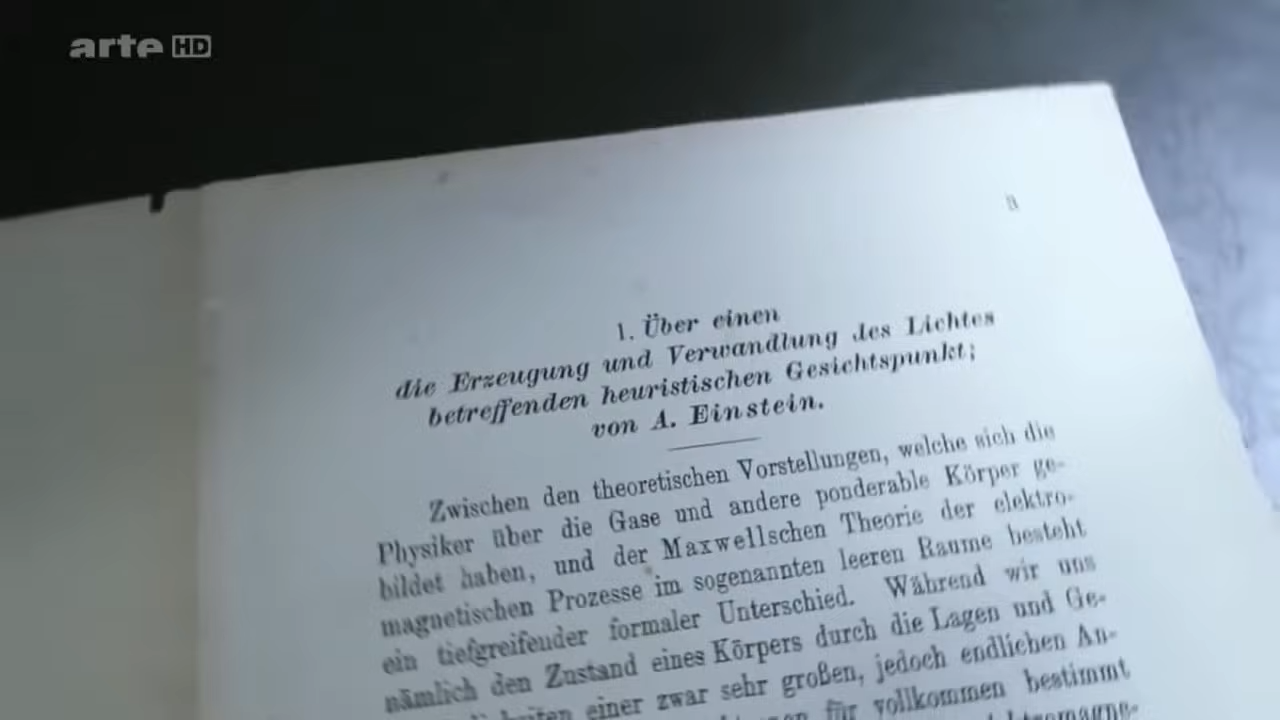 arte HD
1. Über einen
die Erzeugung und Verwandlung des Lichtes
betreffenden heuristischen Gesichtspunkt;
von A. Einstein.
Zwischen den theoretischen Vorstellungen, welche sich die
Physiker über die Gase und andere ponderable Körper ge-
bildet haben, und der Maxwellschen Theorie der elektro-
magnetischen Prozesse im sogenannten leeren Raume besteht
ein tiefgreifender formaler Unterschied. Während wir uns
nämlich den Zustand eines Körpers durch die Lagen und Ge-
einer zwar sehr großen, jedoch endlichen An-
für vollkommen bestimmt